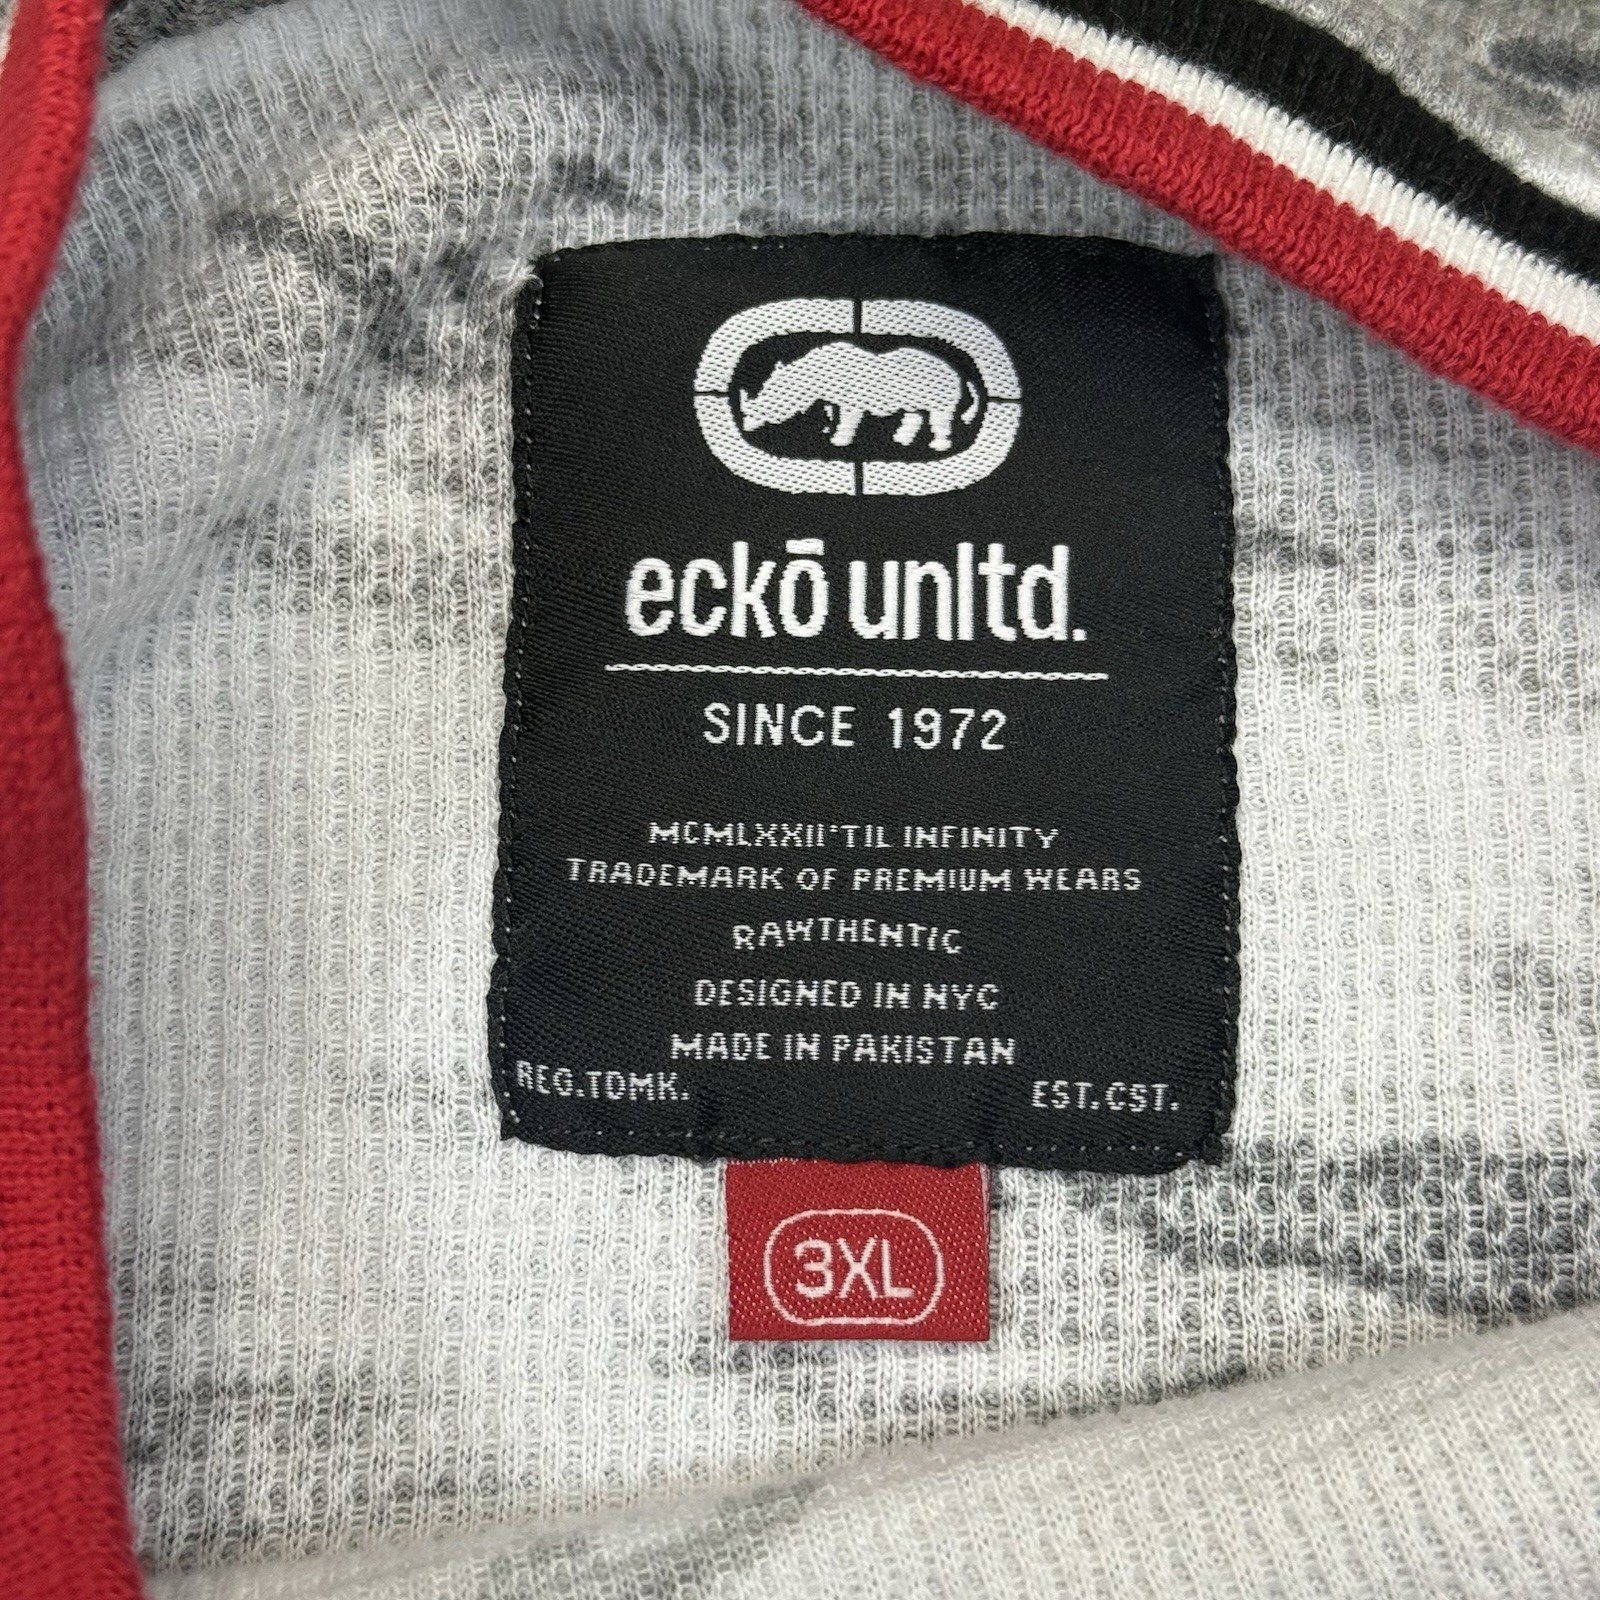 eckō unltd.
SINCE 1972
MCMLXXII 'TIL INFINITY
TRADEMARK OF PREMIUM WEARS
RAWTHENTIC
DESIGNED IN NYC
MADE IN PAKISTAN
REG.TDMK. EST.CST.
3XL